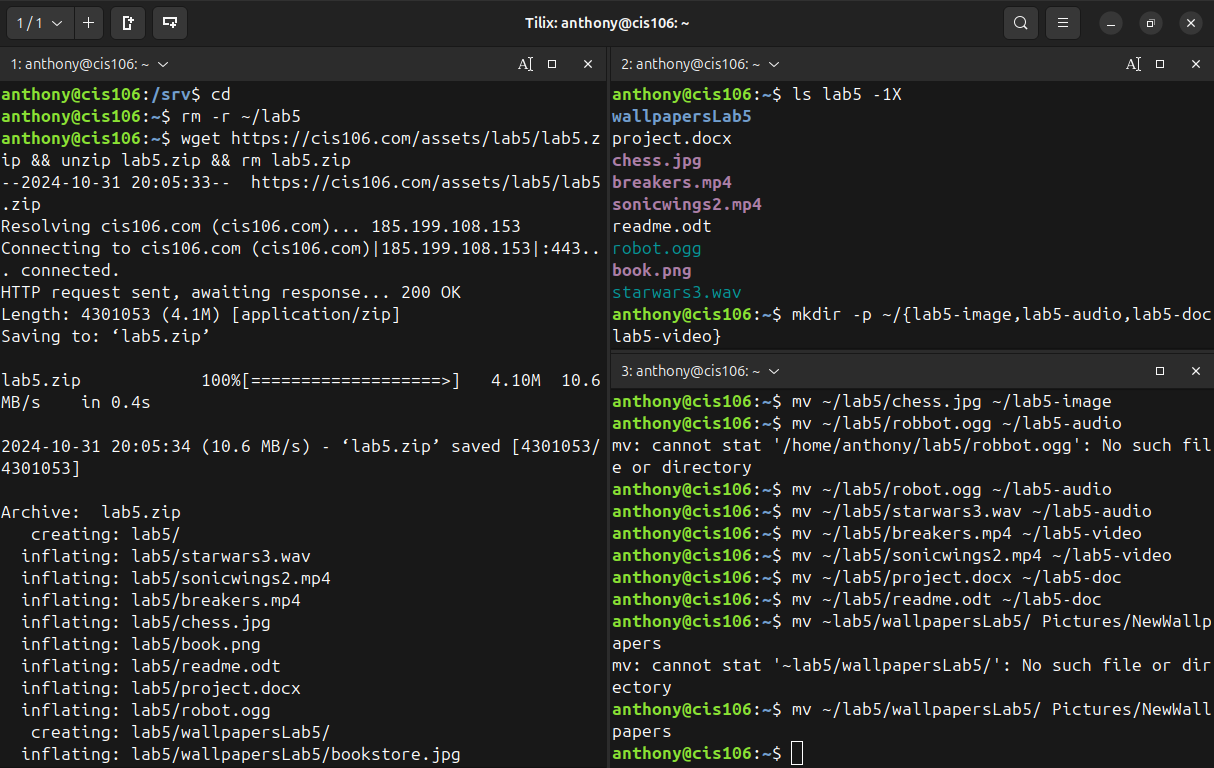 1 / 1
Tilix: anthony@cis106: ~
1: anthony@cis106: ~
anthony@cis106:/srv$ cd
anthony@cis106:~$ rm -r ~/lab5
anthony@cis106:~$ wget https://cis106.com/assets/lab5/lab5.z
ip && unzip lab5.zip && rm lab5.zip
--2024-10-31 20:05:33--  https://cis106.com/assets/lab5/lab5
.zip
Resolving cis106.com (cis106.com)... 185.199.108.153
Connecting to cis106.com (cis106.com)|185.199.108.153|:443..
. connected.
HTTP request sent, awaiting response... 200 OK
Length: 4301053 (4.1M) [application/zip]
Saving to: ‘lab5.zip’
lab5.zip            100%[===================>]   4.10M  10.6
MB/s    in 0.4s
2024-10-31 20:05:34 (10.6 MB/s) - ‘lab5.zip’ saved [4301053/
4301053]
Archive:  lab5.zip
   creating: lab5/
  inflating: lab5/starwars3.wav
  inflating: lab5/sonicwings2.mp4
  inflating: lab5/breakers.mp4
  inflating: lab5/chess.jpg
  inflating: lab5/book.png
  inflating: lab5/readme.odt
  inflating: lab5/project.docx
  inflating: lab5/robot.ogg
   creating: lab5/wallpapersLab5/
  inflating: lab5/wallpapersLab5/bookstore.jpg
2: anthony@cis106: ~
anthony@cis106:~$ ls lab5 -1X
wallpapersLab5
project.docx
chess.jpg
breakers.mp4
sonicwings2.mp4
readme.odt
robot.ogg
book.png
starwars3.wav
anthony@cis106:~$ mkdir -p ~/{lab5-image,lab5-audio,lab5-doc
lab5-video}
3: anthony@cis106: ~
anthony@cis106:~$ mv ~/lab5/chess.jpg ~/lab5-image
anthony@cis106:~$ mv ~/lab5/robbot.ogg ~/lab5-audio
mv: cannot stat '/home/anthony/lab5/robbot.ogg': No such fil
e or directory
anthony@cis106:~$ mv ~/lab5/robot.ogg ~/lab5-audio
anthony@cis106:~$ mv ~/lab5/starwars3.wav ~/lab5-audio
anthony@cis106:~$ mv ~/lab5/breakers.mp4 ~/lab5-video
anthony@cis106:~$ mv ~/lab5/sonicwings2.mp4 ~/lab5-video
anthony@cis106:~$ mv ~/lab5/project.docx ~/lab5-doc
anthony@cis106:~$ mv ~/lab5/readme.odt ~/lab5-doc
anthony@cis106:~$ mv ~lab5/wallpapersLab5/ Pictures/NewWallp
apers
mv: cannot stat '~lab5/wallpapersLab5/': No such file or dir
ectory
anthony@cis106:~$ mv ~/lab5/wallpapersLab5/ Pictures/NewWall
papers
anthony@cis106:~$